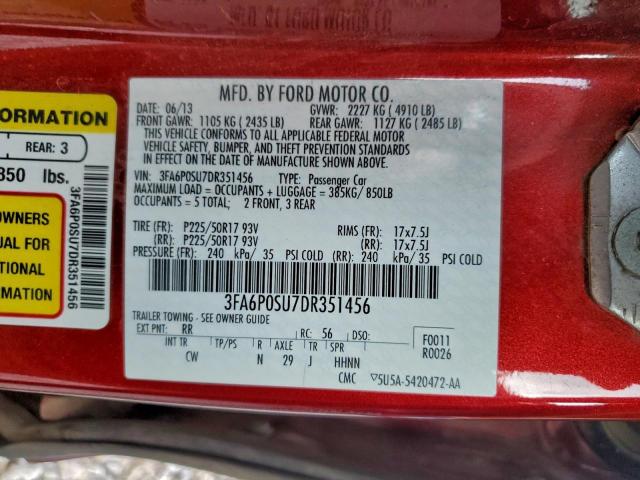 ORMATION
REAR: 3
850 lbs.
OWNERS
UAL FOR
TIONAL
MATION
3FA6P0SU7DR351456
MFD. BY FORD MOTOR CO.
DATE: 06/13 GVWR: 2227 KG ( 4910 LB)
FRONT GAWR: 1105 KG ( 2435 LB) REAR GAWR: 1127 KG ( 2485 LB)
THIS VEHICLE CONFORMS TO ALL APPLICABLE FEDERAL MOTOR
VEHICLE SAFETY, BUMPER, AND THEFT PREVENTION STANDARDS
IN EFFECT ON THE DATE OF MANUFACTURE SHOWN ABOVE.
VIN: 3FA6P0SU7DR351456 TYPE: Passenger Car
MAXIMUM LOAD = OCCUPANTS + LUGGAGE = 385KG/ 850LB
OCCUPANTS = 5 TOTAL: 2 FRONT, 3 REAR
TIRE (FR): P225/50R17 93V RIMS (FR): 17x7.5J
(RR): P225/50R17 93V (RR): 17x7.5J
PRESSURE (FR): 240 kPa/ 35 PSI COLD (RR): 240 kPa/ 35 PSI COLD
3FA6P0SU7DR351456
TRAILER TOWING - SEE OWNER GUIDE
EXT PNT: RR RC: 56 DSO: F0011
INT TR TP/PS R AXLE TR SPR R0026
CW N 29 J HHNN
CMC ▽5U5A-5420472-AA